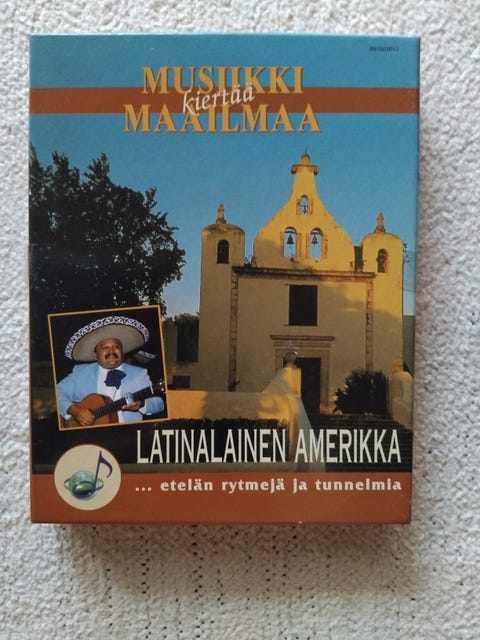 MUSIIKKI
kiertää
MAAILMAA
LATINALAINEN AMERIKKA
... etelän rytmejä ja tunnelmia